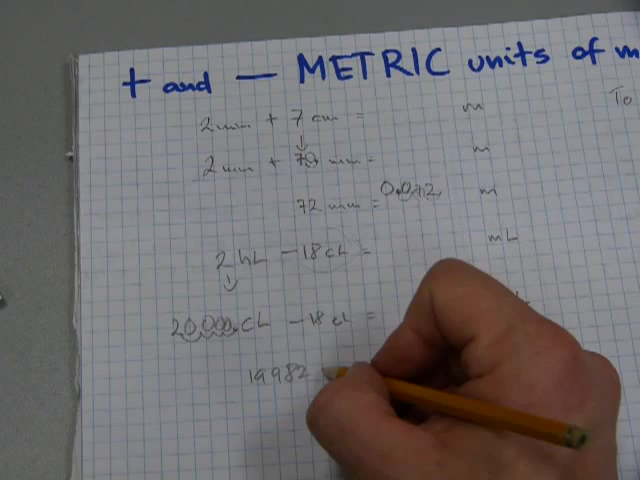 + and — METRIC units of m
To
2mm + 7 cm = m
2mm + 70 mm = m
72 mm = 0.072 m
2 hL - 18 cL = mL
20,000 cL - 18 cL =
19982